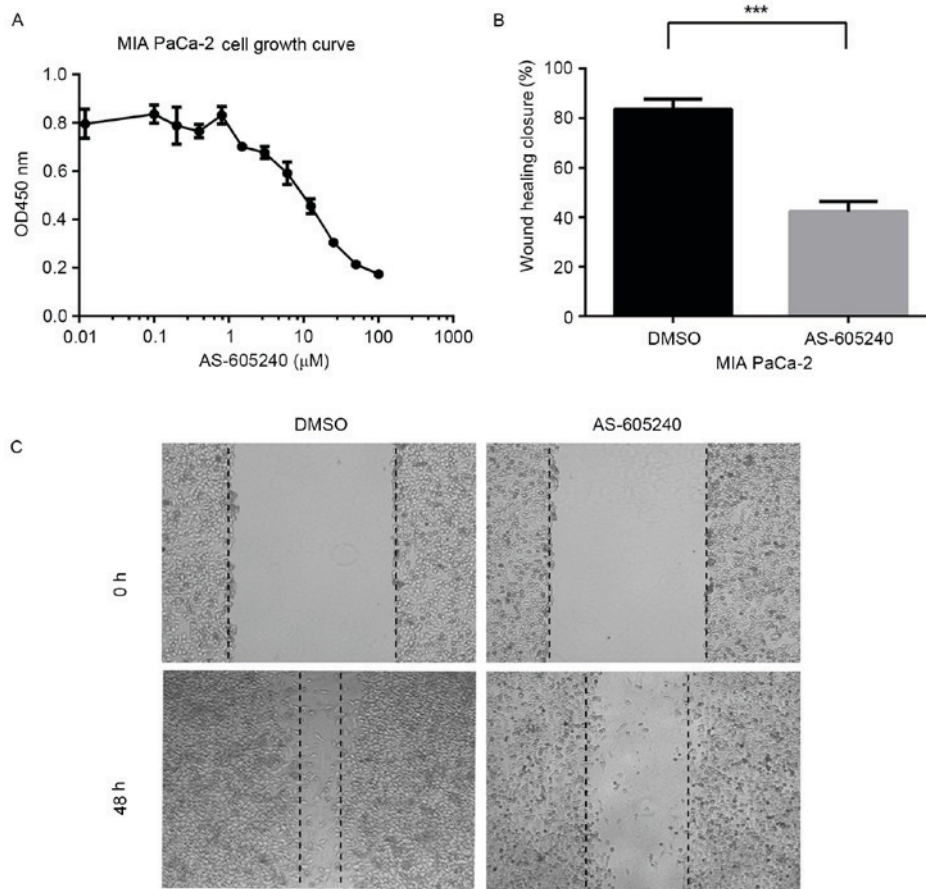 A
MIA PaCa-2 cell growth curve
1.0
0.8
0.6
0.4
0.2
0.0
OD450 nm
0.01 0.1 1 10 100 1000
AS-605240 (μM)
B
***
100
80
60
40
20
0
Wound healing closure (%)
DMSO AS-605240
MIA PaCa-2
C
DMSO AS-605240
0 h
48 h